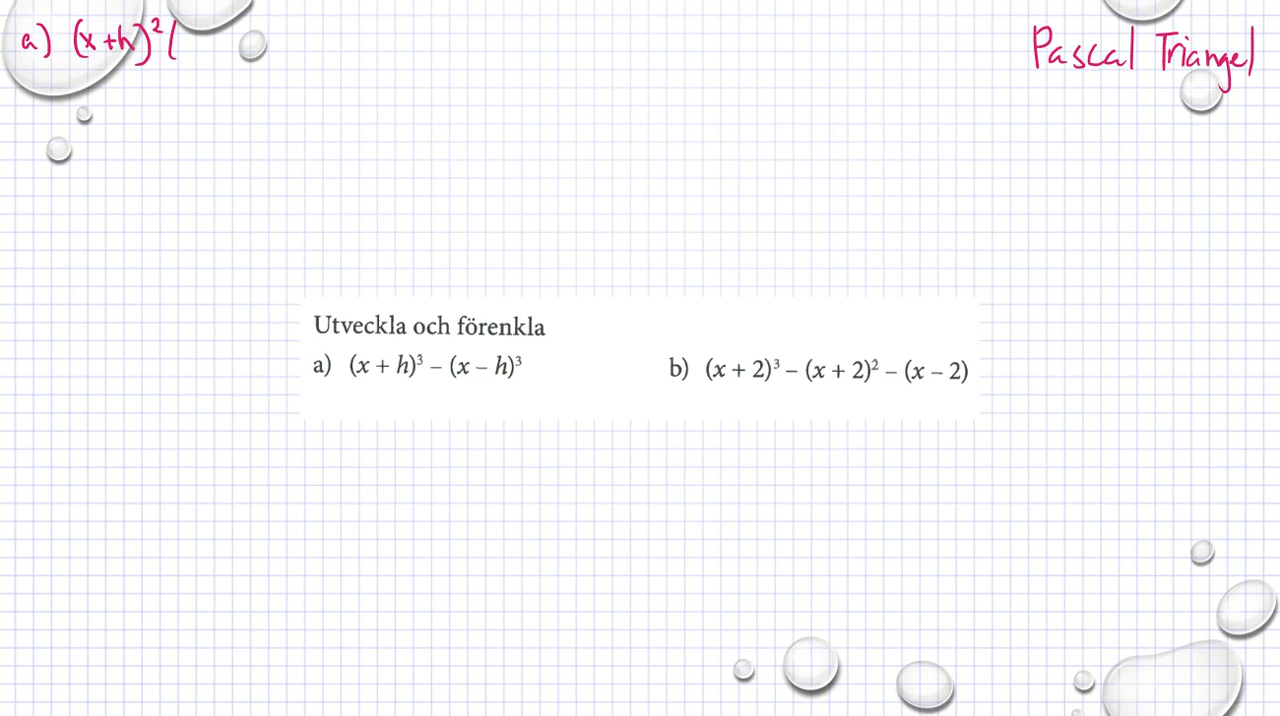 a) (x+h)²(
Pascal Triangel
Utveckla och förenkla
a) (x + h)³ – (x – h)³
b) (x + 2)³ – (x + 2)² – (x – 2)